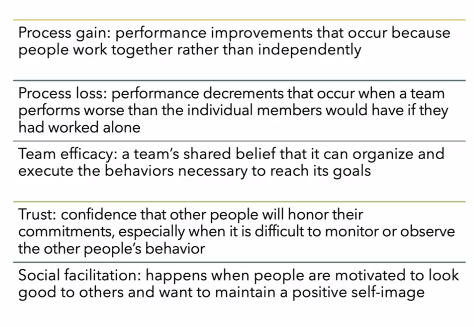 Process gain: performance improvements that occur because
people work together rather than independently
Process loss: performance decrements that occur when a team
performs worse than the individual members would have if they
had worked alone
Team efficacy: a team's shared belief that it can organize and
execute the behaviors necessary to reach its goals
Trust: confidence that other people will honor their
commitments, especially when it is difficult to monitor or observe
the other people's behavior
Social facilitation: happens when people are motivated to look
good to others and want to maintain a positive self-image